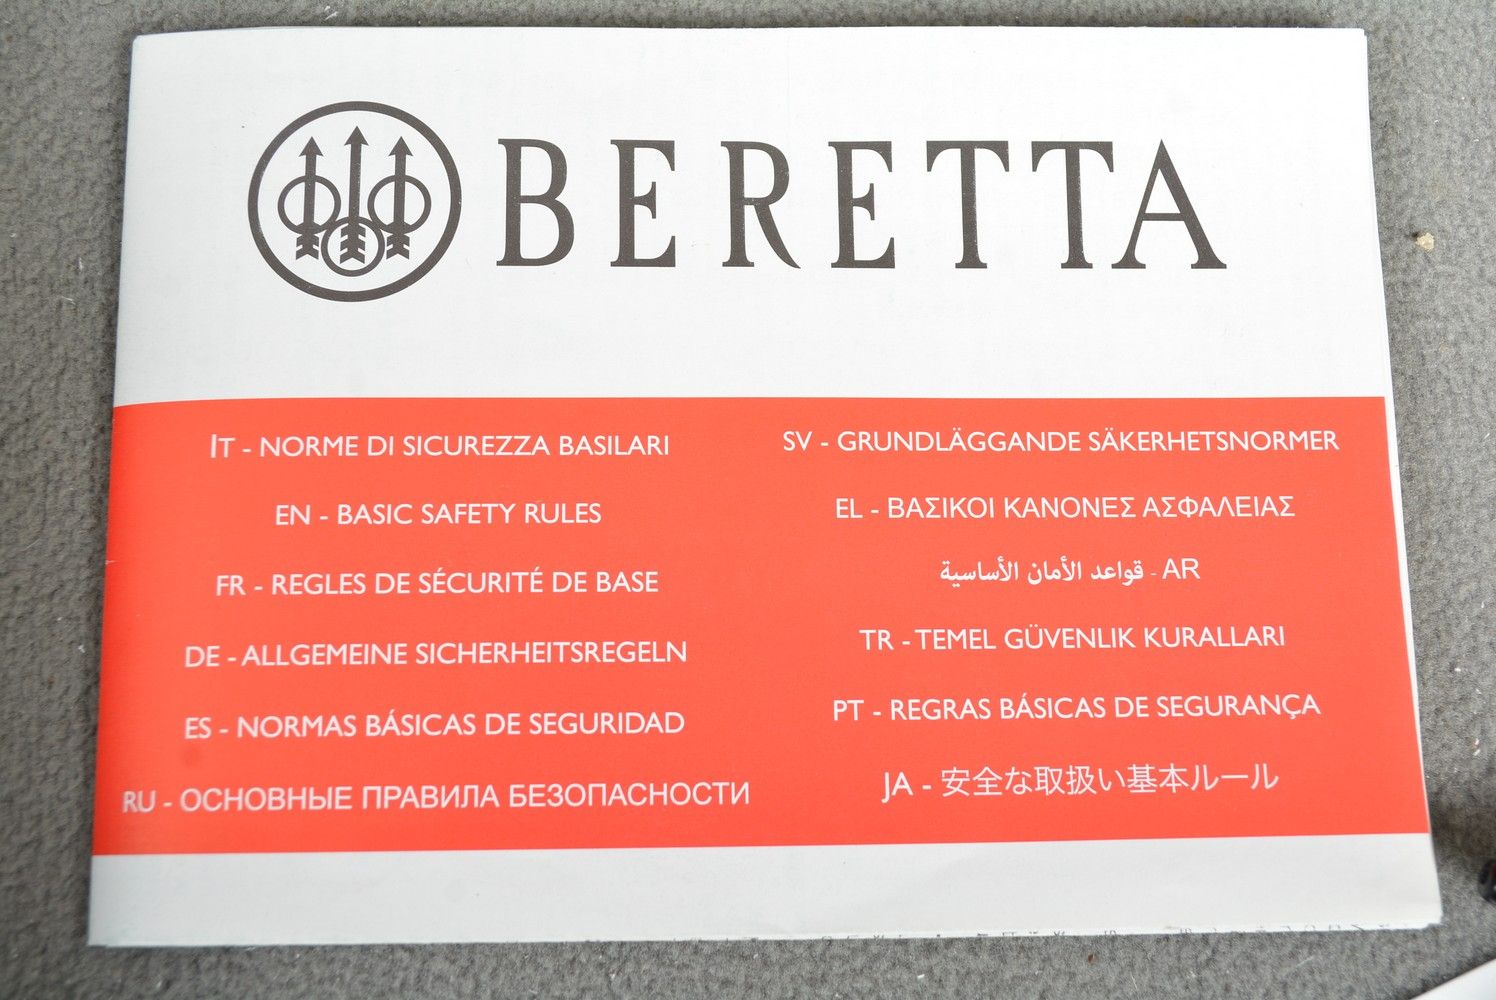 BERETTA
IT - NORME DI SICUREZZA BASILARI
EN - BASIC SAFETY RULES
FR - REGLES DE SÉCURITÉ DE BASE
DE - ALLGEMEINE SICHERHEITSREGELN
ES - NORMAS BÁSICAS DE SEGURIDAD
RU - ОСНОВНЫЕ ПРАВИЛА БЕЗОПАСНОСТИ
SV - GRUNDLÄGGANDE SÄKERHETSNORMER
EL - ΒΑΣΙΚΟΙ ΚΑΝΟΝΕΣ ΑΣΦΑΛΕΙΑΣ
AR - قواعد الأمان الأساسية
TR - TEMEL GÜVENLIK KURALLARI
PT - REGRAS BÁSICAS DE SEGURANÇA
JA - 安全な取扱い基本ルール